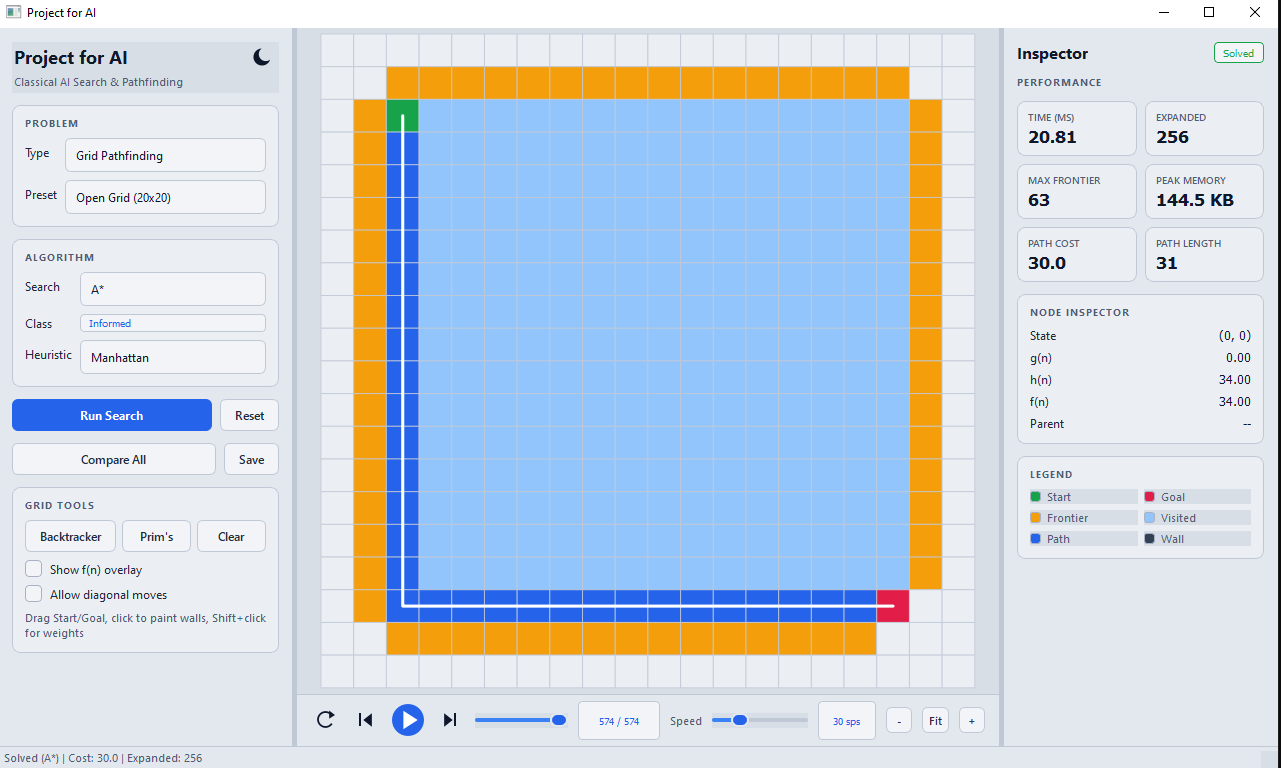 Project for AI
Project for AI
Classical AI Search & Pathfinding
PROBLEM
Type
Grid Pathfinding
Preset
Open Grid (20x20)
ALGORITHM
Search
A*
Class
Informed
Heuristic
Manhattan
Run Search
Reset
Compare All
Save
GRID TOOLS
Backtracker
Prim's
Clear
Show f(n) overlay
Allow diagonal moves
Drag Start/Goal, click to paint walls, Shift+click
for weights
574 / 574
Speed
30 sps
-
Fit
+
Inspector
Solved
PERFORMANCE
TIME (MS)
20.81
EXPANDED
256
MAX FRONTIER
63
PEAK MEMORY
144.5 KB
PATH COST
30.0
PATH LENGTH
31
NODE INSPECTOR
State (0, 0)
g(n) 0.00
h(n) 34.00
f(n) 34.00
Parent --
LEGEND
Start Goal
Frontier Visited
Path Wall
Solved (A*) | Cost: 30.0 | Expanded: 256